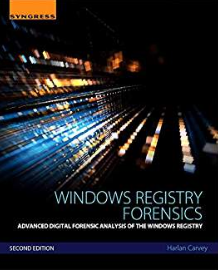 SYNGRESS
WINDOWS REGISTRY
FORENSICS
ADVANCED DIGITAL FORENSIC ANALYSIS OF THE WINDOWS REGISTRY
SECOND EDITION
Harlan Carvey